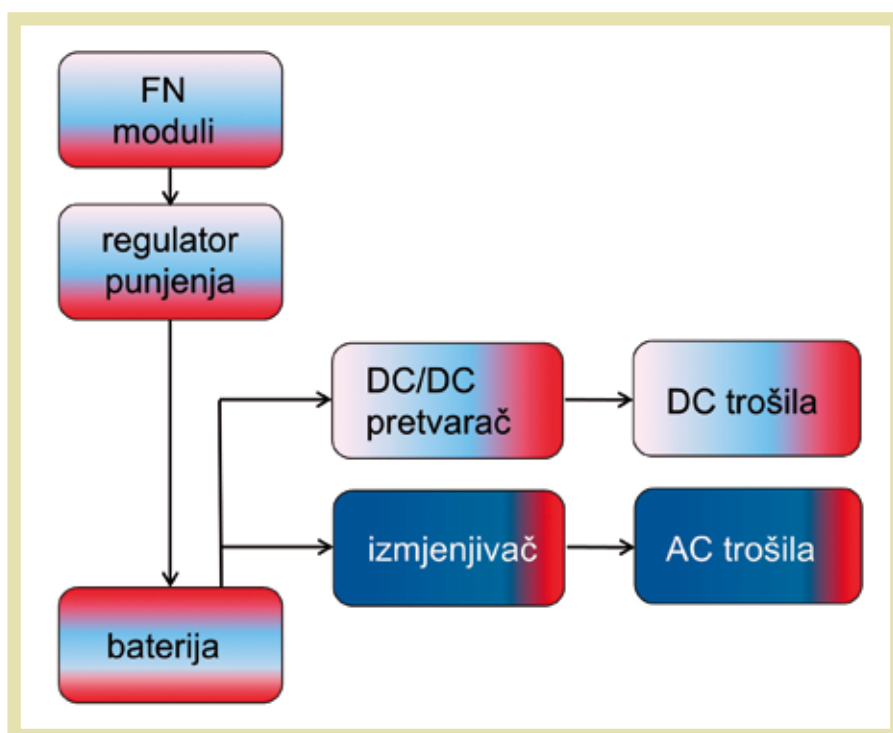 FN
moduli
regulator
punjenja
DC/DC
pretvarač
DC trošila
izmjenjivač
AC trošila
baterija